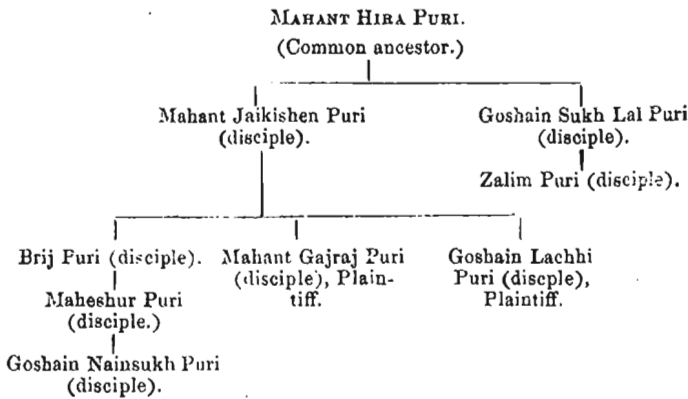 MAHANT HIRA PURI.
(Common ancestor.)
Mahant Jaikishen Puri
(disciple).
Goshain Sukh Lal Puri
(disciple).
Zalim Puri (disciple).
Brij Puri (disciple).
Maheshur Puri
(disciple.)
Goshain Nainsukh Puri
(disciple).
Mahant Gajraj Puri
(disciple), Plain-
tiff.
Goshain Lachhi
Puri (discple),
Plaintiff.